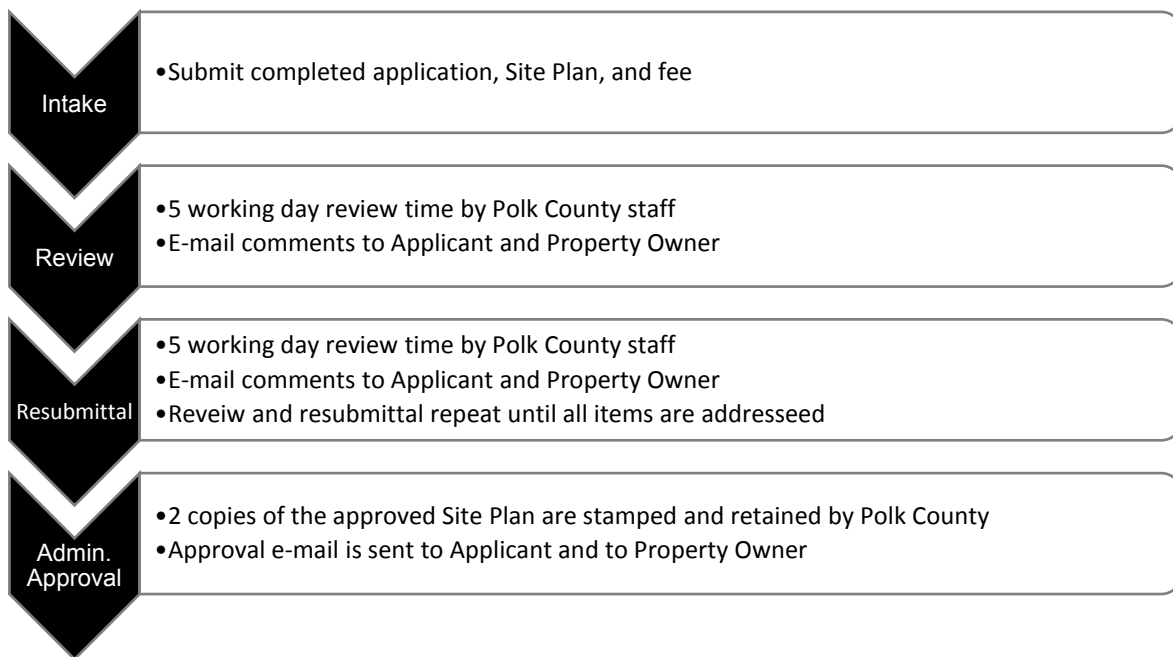 Intake
•Submit completed application, Site Plan, and fee
Review
•5 working day review time by Polk County staff
•E-mail comments to Applicant and Property Owner
Resubmittal
•5 working day review time by Polk County staff
•E-mail comments to Applicant and Property Owner
•Reveiw and resubmittal repeat until all items are addresseed
Admin.
Approval
•2 copies of the approved Site Plan are stamped and retained by Polk County
•Approval e-mail is sent to Applicant and to Property Owner